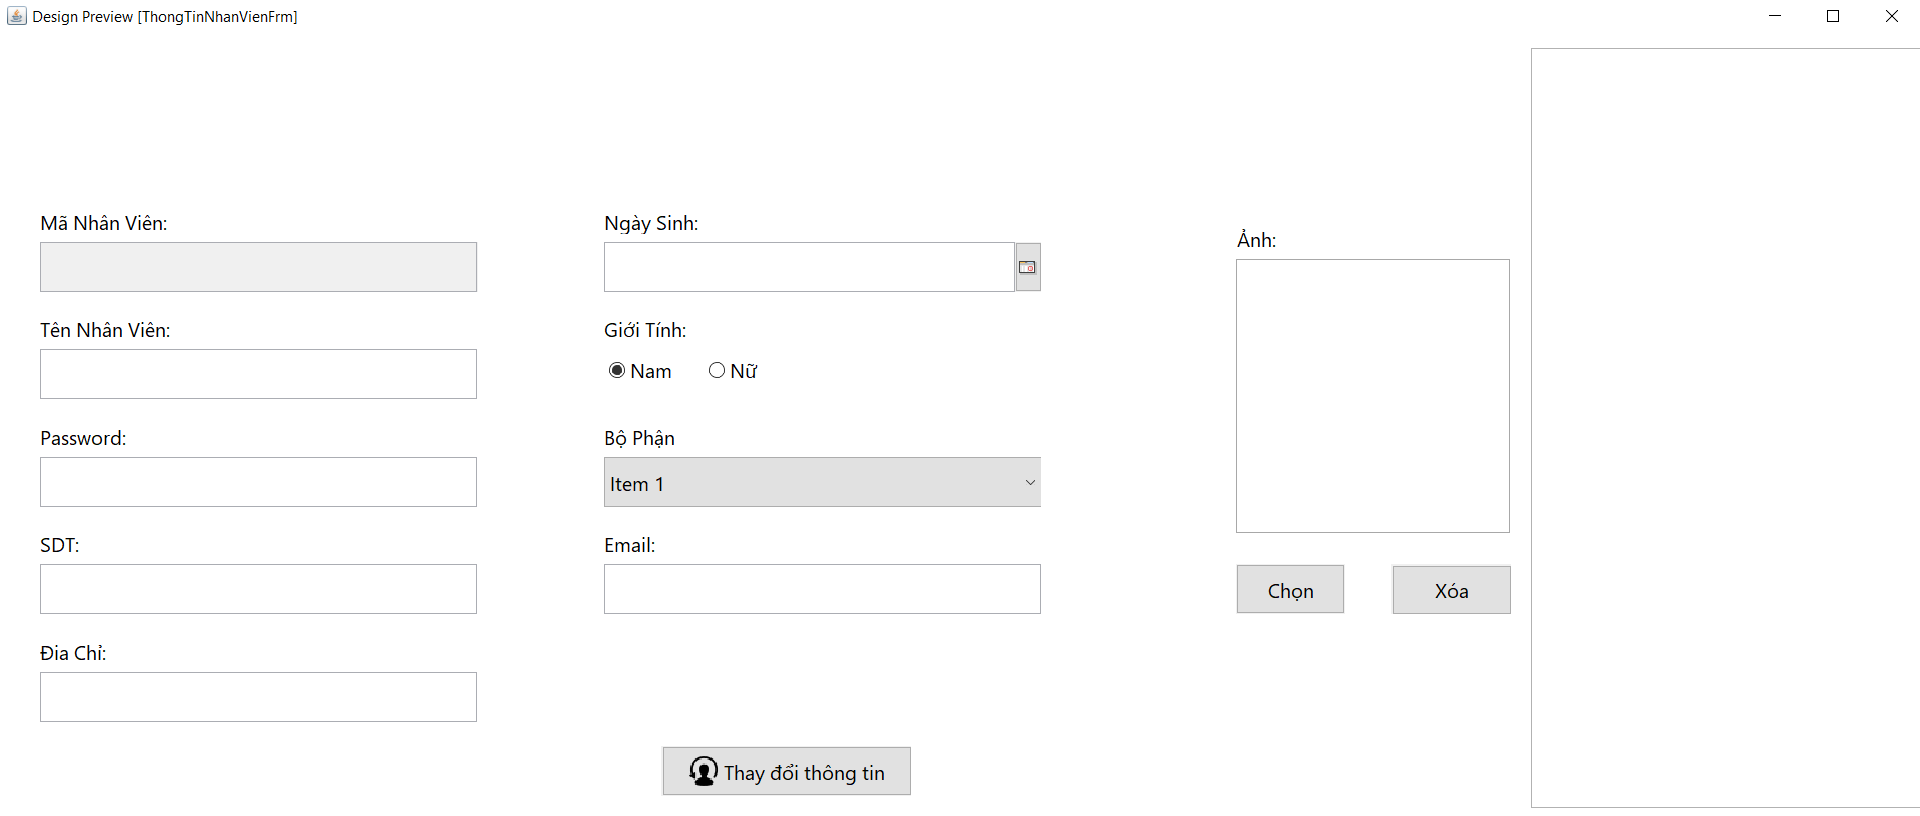 Design Preview [ThongTinNhanVienFrm]
Mã Nhân Viên:
Ngày Sinh:
Ảnh:
Tên Nhân Viên:
Giới Tính:
Nam
Nữ
Password:
Bộ Phận
Item 1
SDT:
Email:
Chọn
Xóa
Đia Chỉ:
Thay đổi thông tin